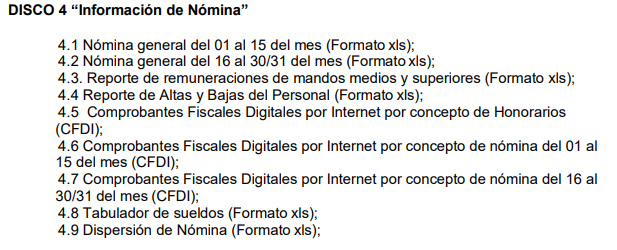 DISCO 4 “Información de Nómina”
4.1 Nómina general del 01 al 15 del mes (Formato xls);
4.2 Nómina general del 16 al 30/31 del mes (Formato xls);
4.3. Reporte de remuneraciones de mandos medios y superiores (Formato xls);
4.4 Reporte de Altas y Bajas del Personal (Formato xls);
4.5 Comprobantes Fiscales Digitales por Internet por concepto de Honorarios
(CFDI);
4.6 Comprobantes Fiscales Digitales por Internet por concepto de nómina del 01 al
15 del mes (CFDI);
4.7 Comprobantes Fiscales Digitales por Internet por concepto de nómina del 16 al
30/31 del mes (CFDI);
4.8 Tabulador de sueldos (Formato xls);
4.9 Dispersión de Nómina (Formato xls);